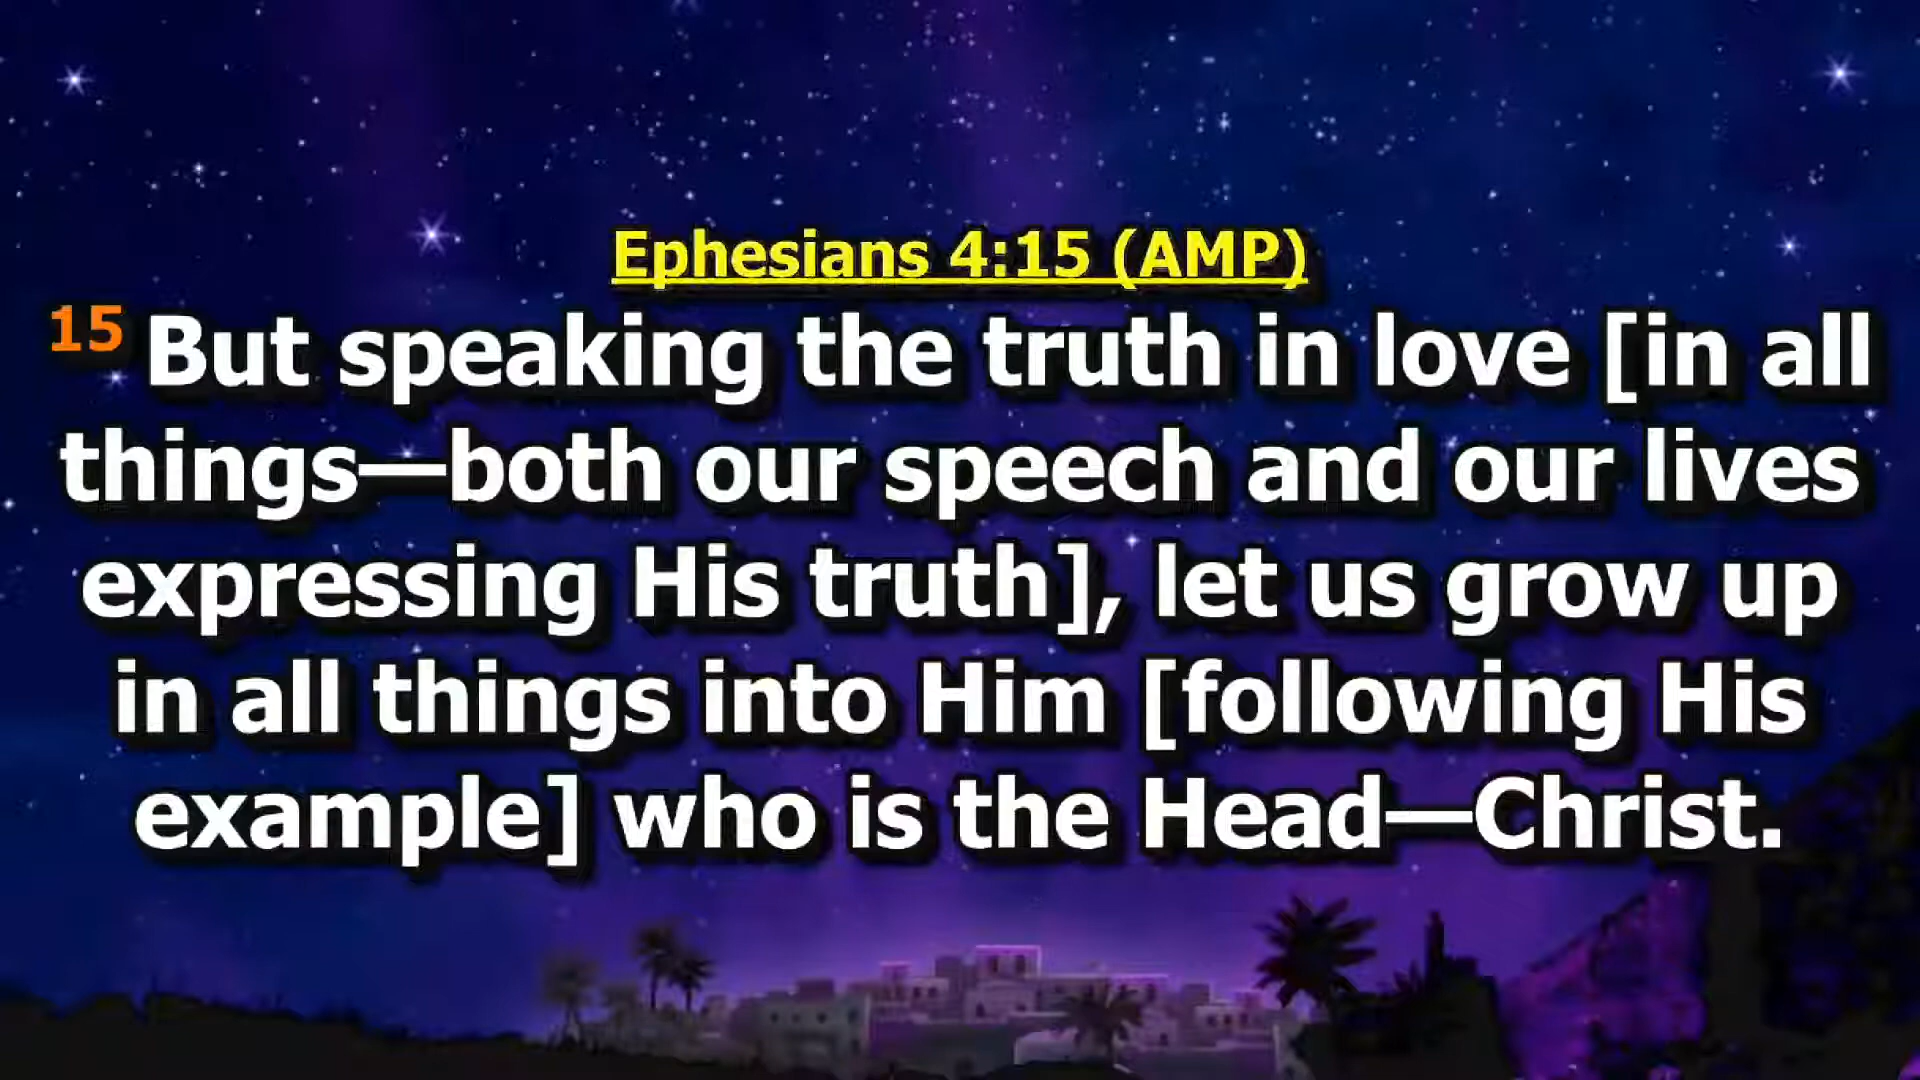 Ephesians 4:15 (AMP)
15 But speaking the truth in love [in all
things—both our speech and our lives
expressing His truth], let us grow up
in all things into Him [following His
example] who is the Head—Christ.